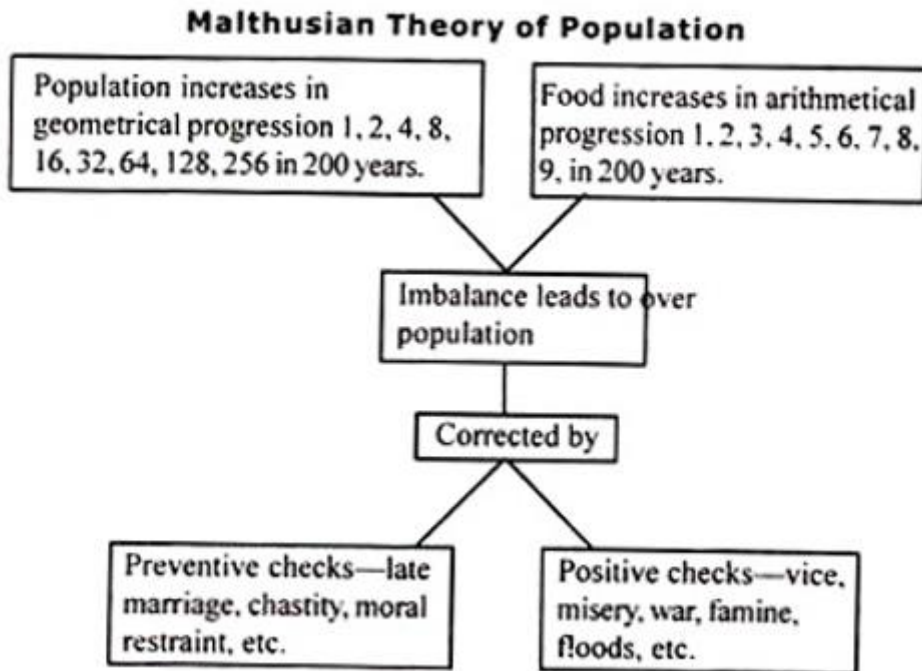 Malthusian Theory of Population
Population increases in
geometrical progression 1, 2, 4, 8,
16, 32, 64, 128, 256 in 200 years.
Food increases in arithmetical
progression 1, 2, 3, 4, 5, 6, 7, 8,
9, in 200 years.
Imbalance leads to over
population
Corrected by
Preventive checks—late
marriage, chastity, moral
restraint, etc.
Positive checks—vice,
misery, war, famine,
floods, etc.